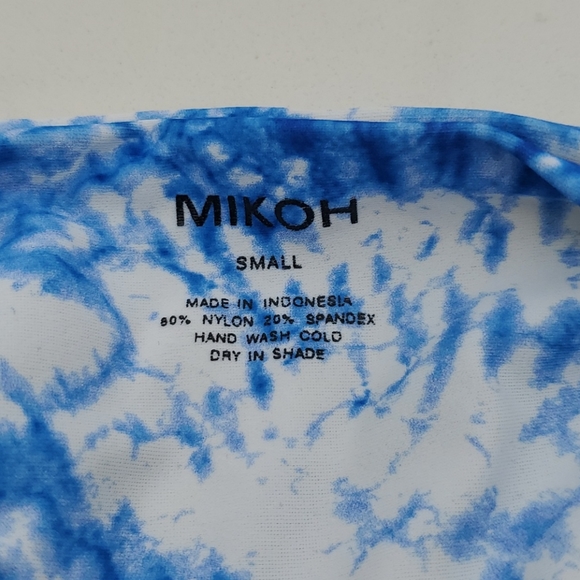 MIKOH
SMALL
MADE IN INDONESIA
80% NYLON 20% SPANDEX
HAND WASH COLD
DRY IN SHADE